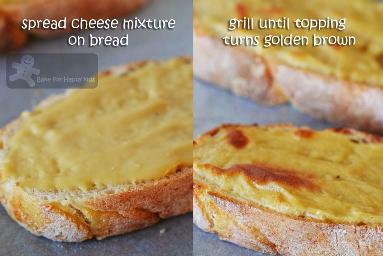 spread cheese mixture
on bread
grill until topping
turns golden brown
Bake For Happy Kids